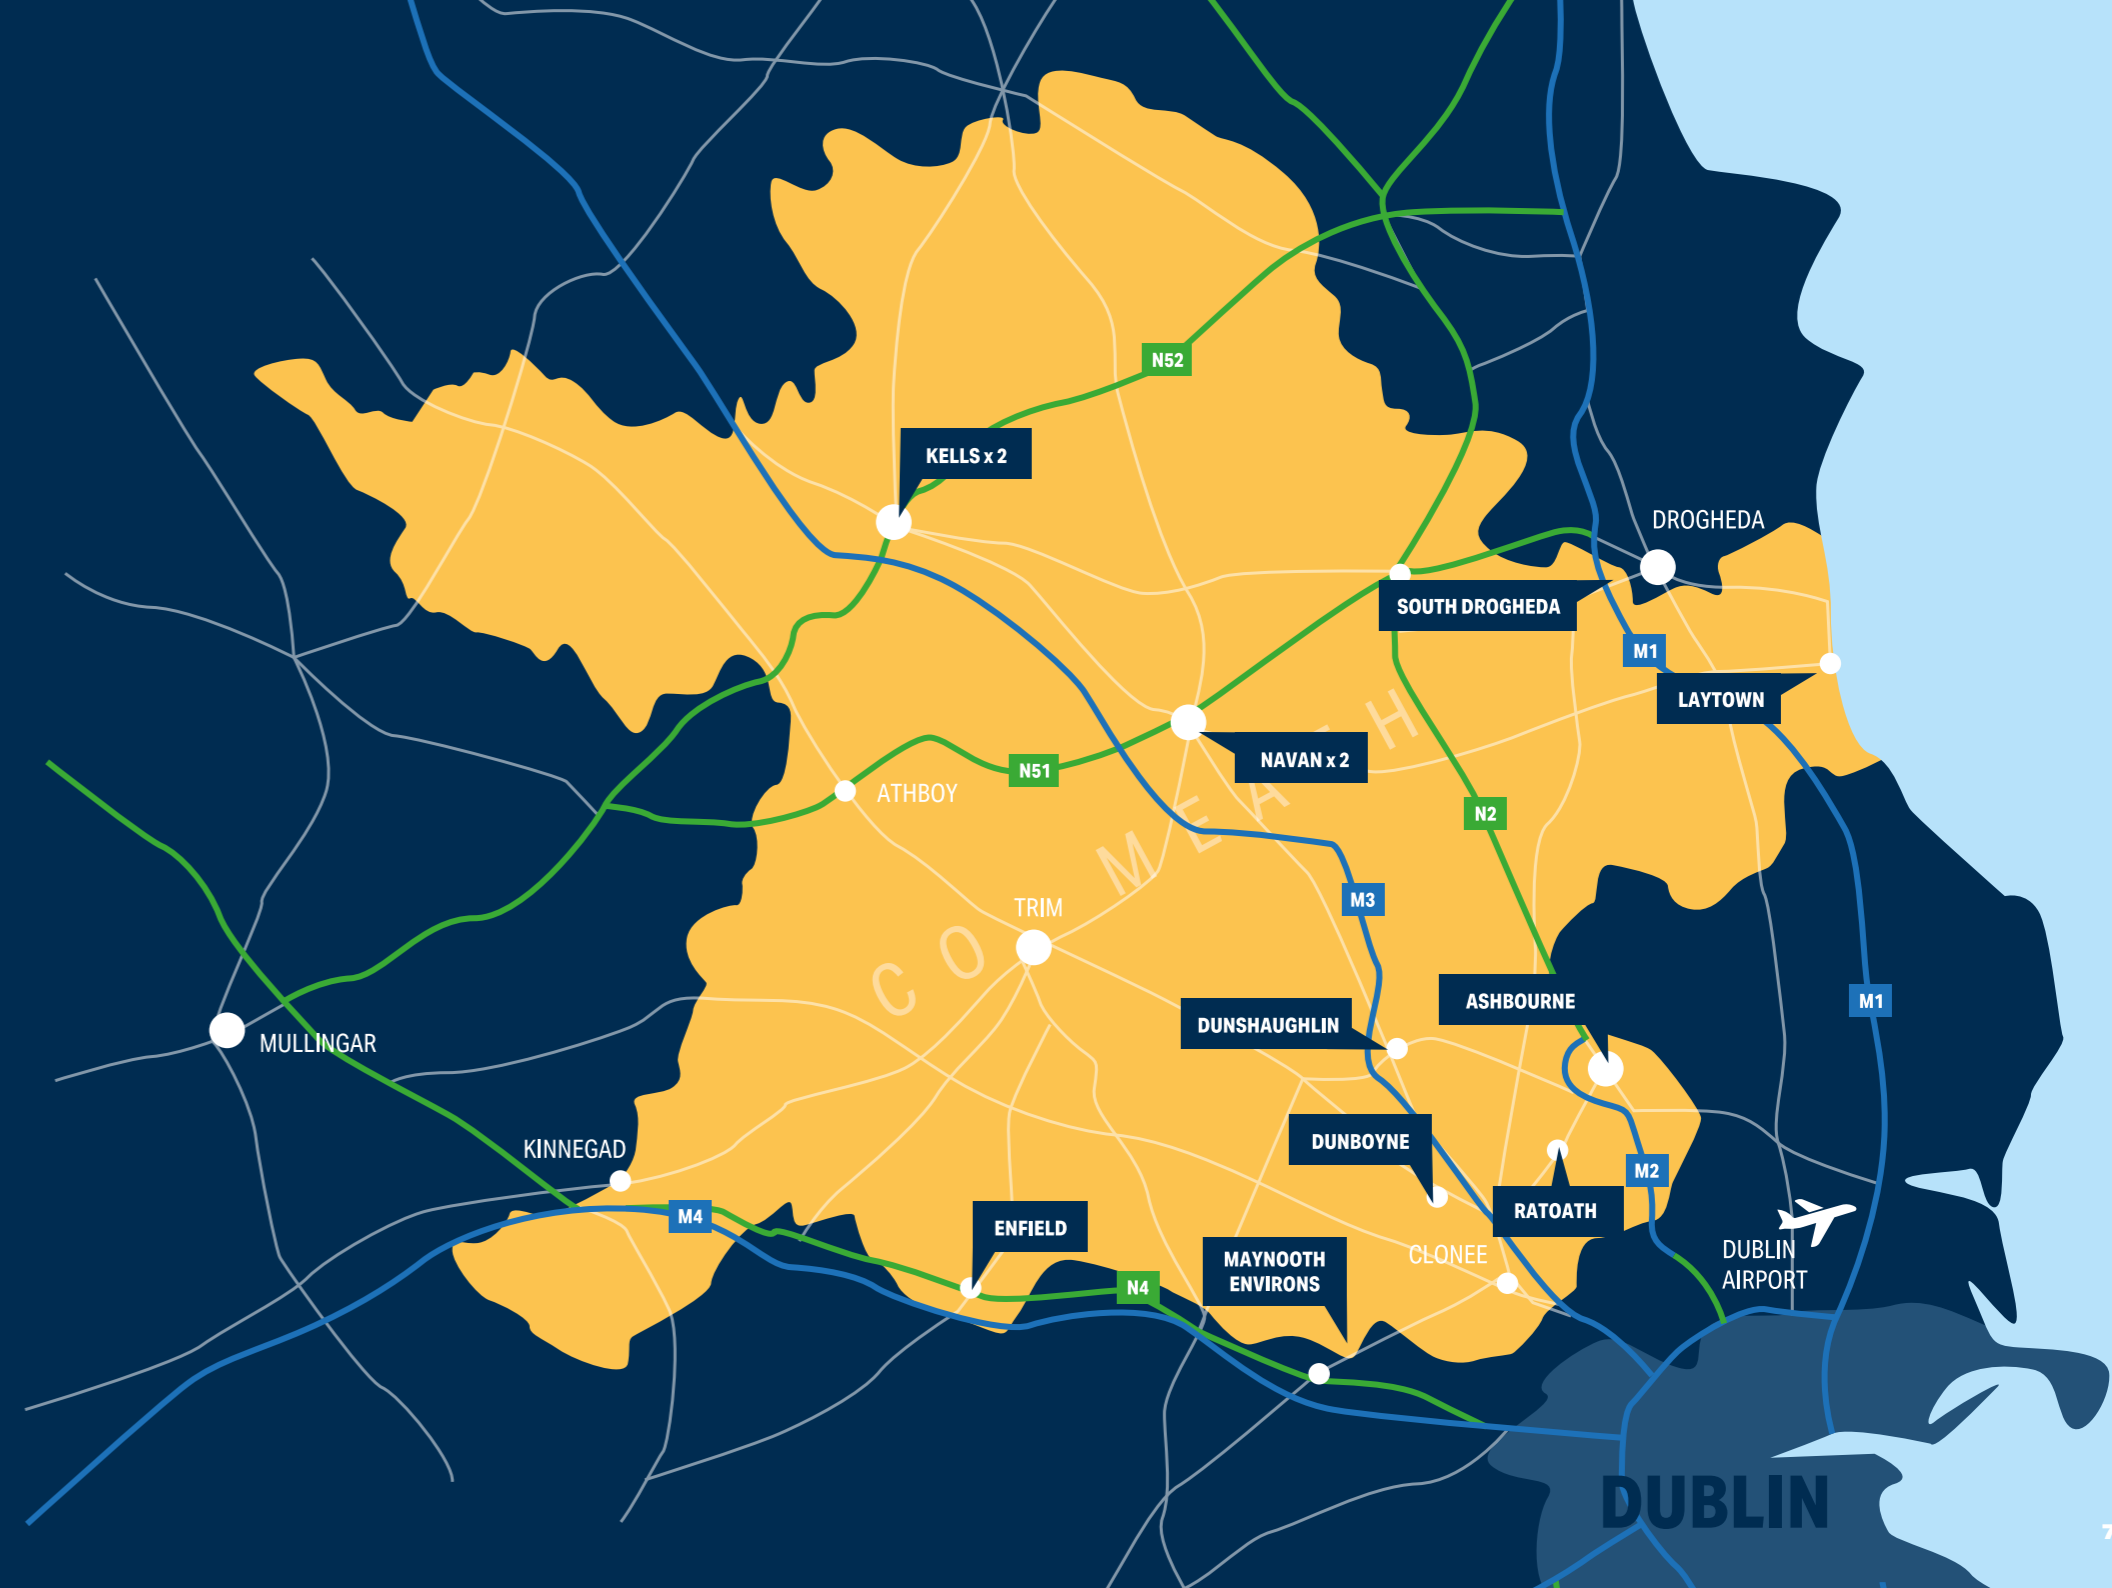 N52
KELLS x 2
DROGHEDA
SOUTH DROGHEDA
M1
LAYTOWN
NAVAN x 2
N51
ATHBOY
N2
CO MEATH
M3
TRIM
ASHBOURNE
M1
DUNSHAUGHLIN
MULLINGAR
DUNBOYNE
KINNEGAD
M2
RATOATH
M4
ENFIELD
CLONEE
DUBLIN
AIRPORT
MAYNOOTH
ENVIRONS
N4
DUBLIN
7